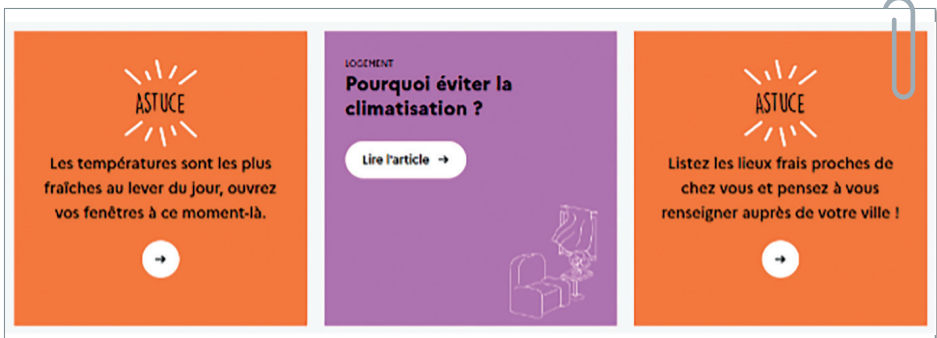 ASTUCE
Les températures sont les plus
fraîches au lever du jour, ouvrez
vos fenêtres à ce moment-là.
LOGEMENT
Pourquoi éviter la
climatisation ?
Lire l'article →
ASTUCE
Listez les lieux frais proches de
chez vous et pensez à vous
renseigner auprès de votre ville !